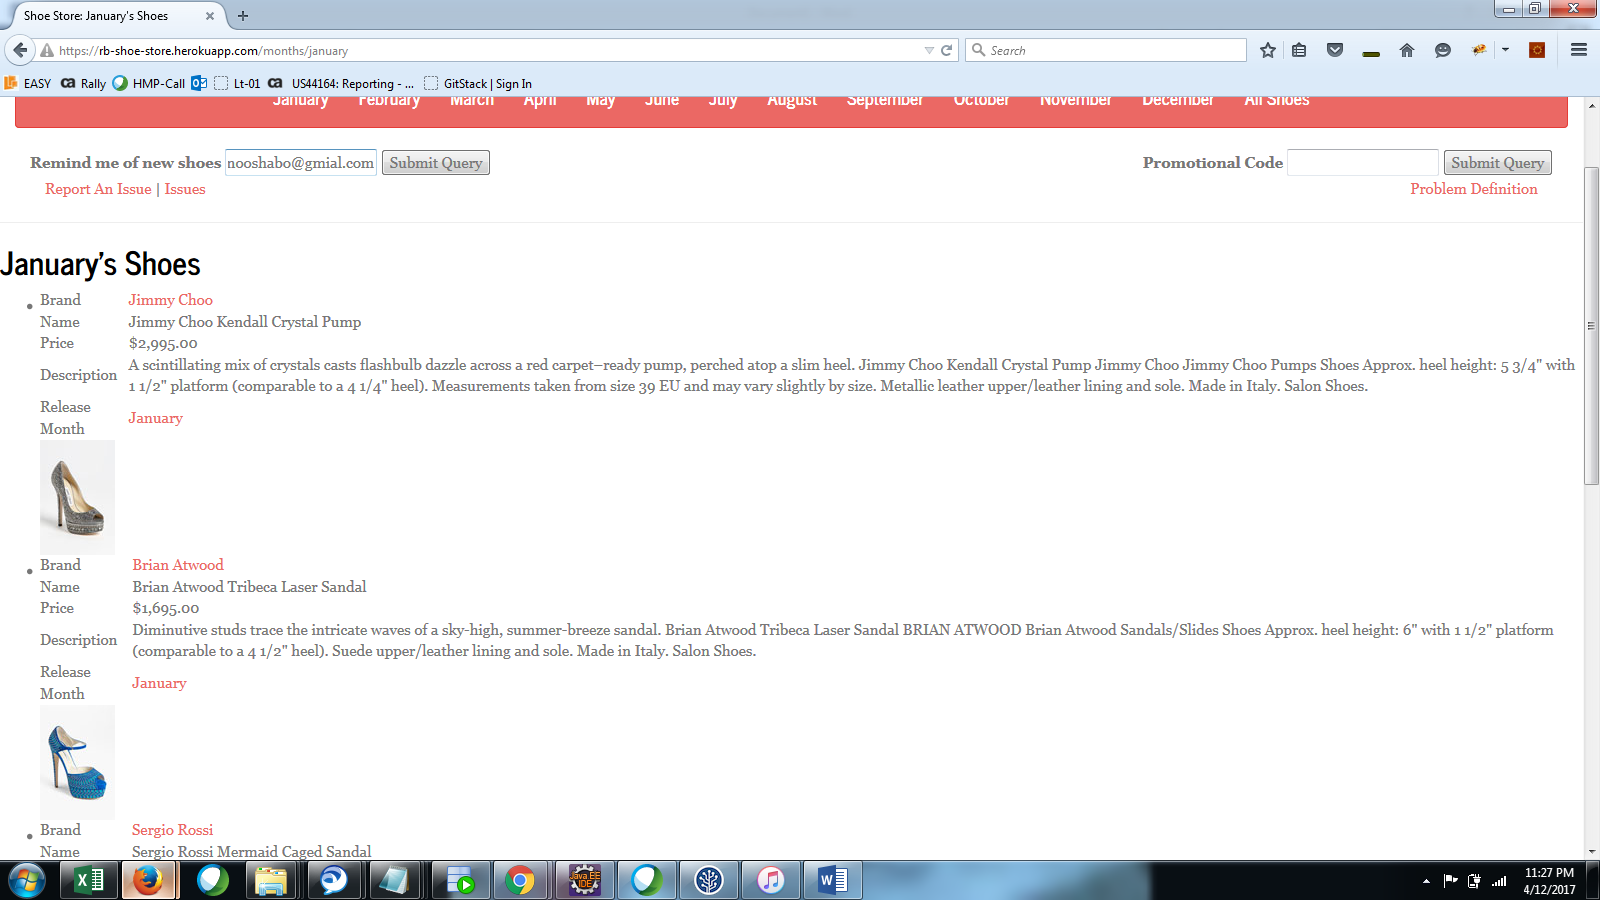 Shoe Store: January's Shoes
https://rb-shoe-store.herokuapp.com/months/january
Search
EASY
Rally
HMP-Call
Lt-01
US44164: Reporting - ...
GitStack | Sign In
January February March April May June July August September October November December All Shoes
Remind me of new shoes nooshabo@gmial.com Submit Query
Promotional Code Submit Query
Report An Issue | Issues
Problem Definition
January's Shoes
Brand Jimmy Choo
Name Jimmy Choo Kendall Crystal Pump
Price $2,995.00
Description A scintillating mix of crystals casts flashbulb dazzle across a red carpet–ready pump, perched atop a slim heel. Jimmy Choo Kendall Crystal Pump Jimmy Choo Jimmy Choo Pumps Shoes Approx. heel height: 5 3/4" with
1 1/2" platform (comparable to a 4 1/4" heel). Measurements taken from size 39 EU and may vary slightly by size. Metallic leather upper/leather lining and sole. Made in Italy. Salon Shoes.
Release
Month
January
Brand Brian Atwood
Name Brian Atwood Tribeca Laser Sandal
Price $1,695.00
Description Diminutive studs trace the intricate waves of a sky-high, summer-breeze sandal. Brian Atwood Tribeca Laser Sandal BRIAN ATWOOD Brian Atwood Sandals/Slides Shoes Approx. heel height: 6" with 1 1/2" platform
(comparable to a 4 1/2" heel). Suede upper/leather lining and sole. Made in Italy. Salon Shoes.
Release
Month
January
Brand Sergio Rossi
Name Sergio Rossi Mermaid Caged Sandal
Java EE
IDE
11:27 PM
4/12/2017